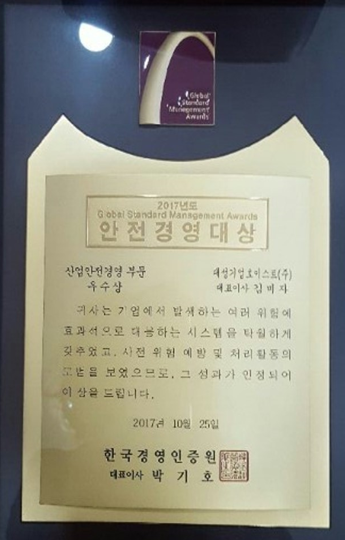 Global
Standard
Management
Awards
2017년도
Global Standard Management Awards
안전경영대상
산업안전경영 부문
우수상
대성기업호이스트(주)
대표이사 김미자
귀사는 기업에서 발생하는 여러 위험에
효과적으로 대응하는 시스템을 탁월하게
갖추었고, 사전 위험 예방 및 처리활동의
모범을 보였으므로, 그 성과가 인정되어
이 상을 드립니다.
2017년 10월 25일
한국경영인증원
대표이사 박기호